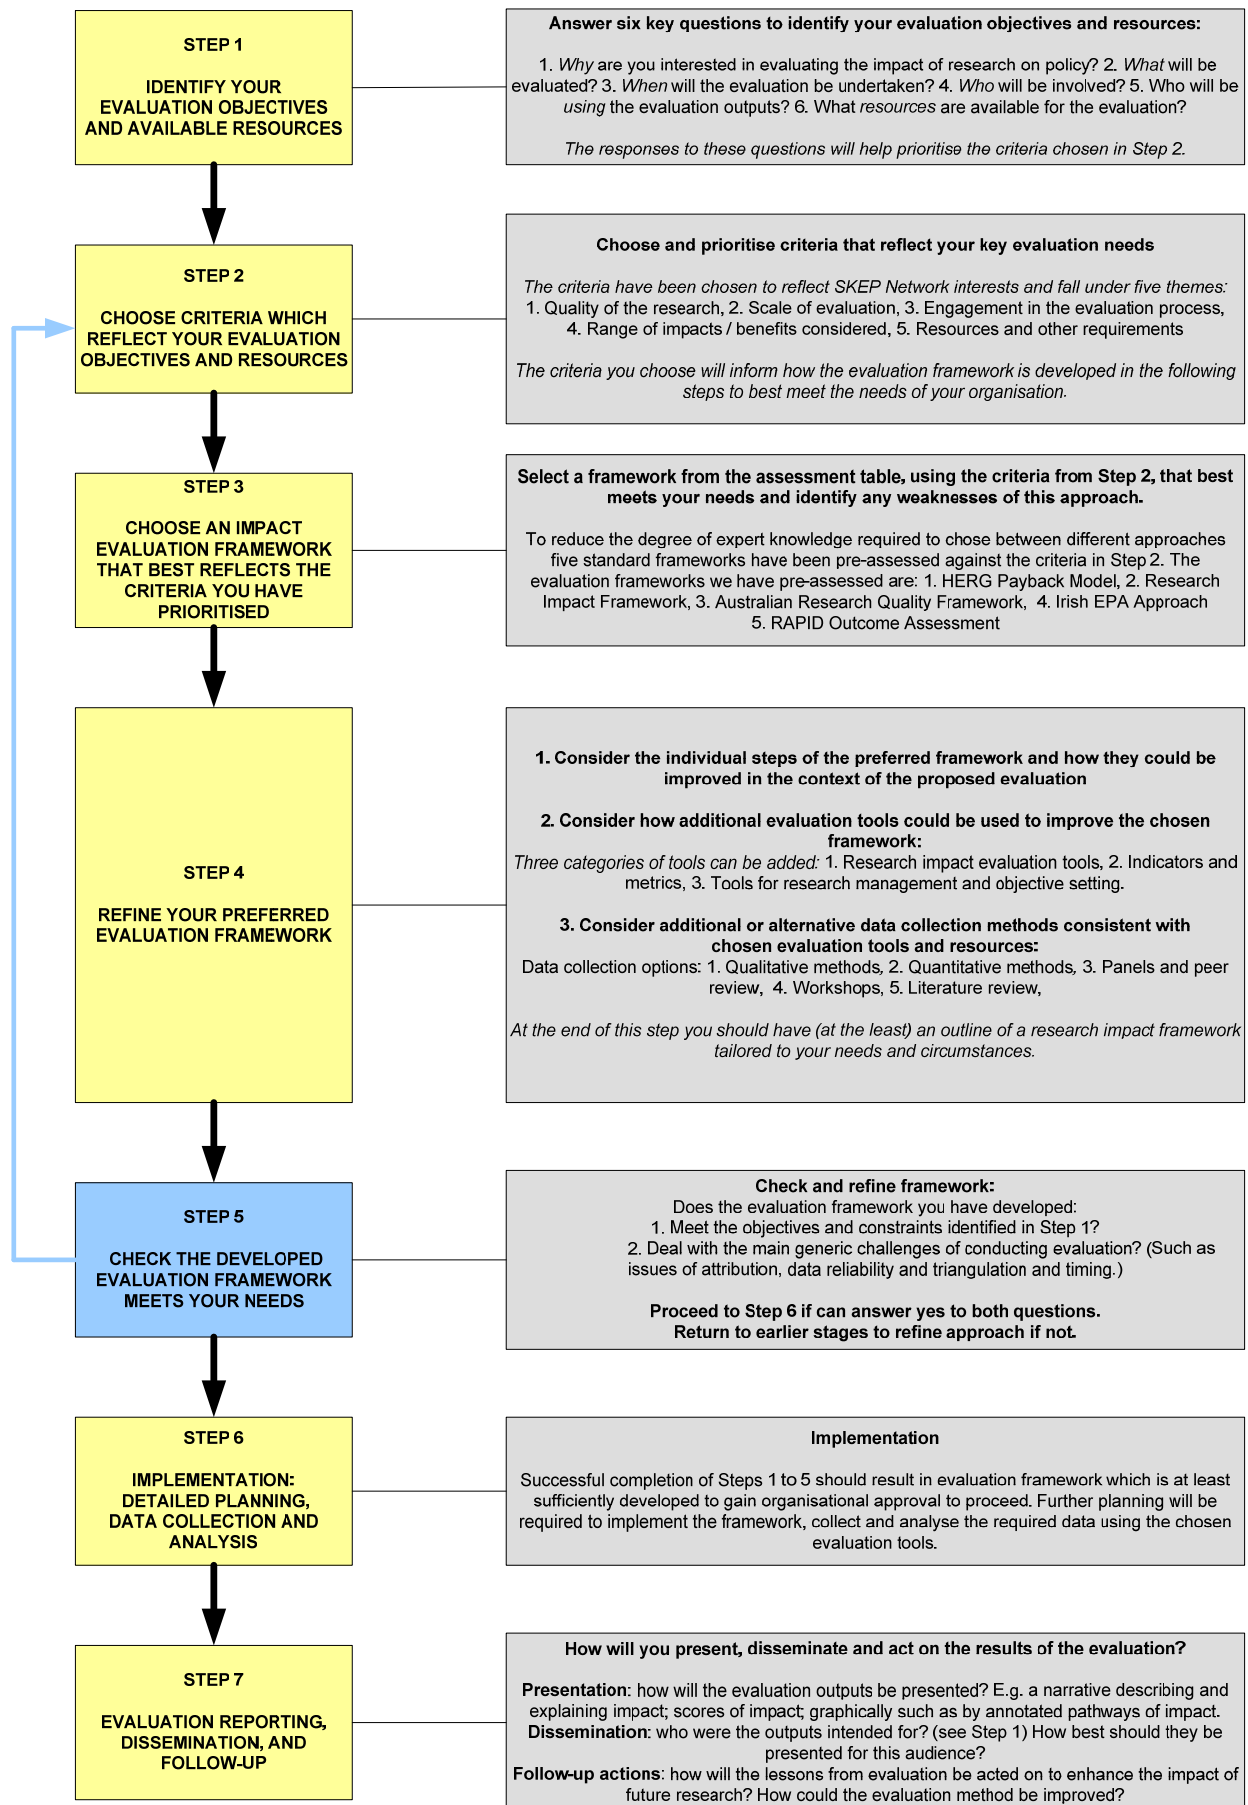 STEP 1
IDENTIFY YOUR
EVALUATION OBJECTIVES
AND AVAILABLE RESOURCES
Answer six key questions to identify your evaluation objectives and resources:
1. Why are you interested in evaluating the impact of research on policy? 2. What will be
evaluated? 3. When will the evaluation be undertaken? 4. Who will be involved? 5. Who will be
using the evaluation outputs? 6. What resources are available for the evaluation?
The responses to these questions will help prioritise the criteria chosen in Step 2.
STEP 2
CHOOSE CRITERIA WHICH
REFLECT YOUR EVALUATION
OBJECTIVES AND RESOURCES
Choose and prioritise criteria that reflect your key evaluation needs
The criteria have been chosen to reflect SKEP Network interests and fall under five themes:
1. Quality of the research, 2. Scale of evaluation, 3. Engagement in the evaluation process,
4. Range of impacts / benefits considered, 5. Resources and other requirements
The criteria you choose will inform how the evaluation framework is developed in the following
steps to best meet the needs of your organisation.
STEP 3
CHOOSE AN IMPACT
EVALUATION FRAMEWORK
THAT BEST REFLECTS THE
CRITERIA YOU HAVE
PRIORITISED
Select a framework from the assessment table, using the criteria from Step 2, that best
meets your needs and identify any weaknesses of this approach.
To reduce the degree of expert knowledge required to chose between different approaches
five standard frameworks have been pre-assessed against the criteria in Step 2. The
evaluation frameworks we have pre-assessed are: 1. HERG Payback Model, 2. Research
Impact Framework, 3. Australian Research Quality Framework, 4. Irish EPA Approach
5. RAPID Outcome Assessment
STEP 4
REFINE YOUR PREFERRED
EVALUATION FRAMEWORK
1. Consider the individual steps of the preferred framework and how they could be
improved in the context of the proposed evaluation
2. Consider how additional evaluation tools could be used to improve the chosen
framework:
Three categories of tools can be added: 1. Research impact evaluation tools, 2. Indicators and
metrics, 3. Tools for research management and objective setting.
3. Consider additional or alternative data collection methods consistent with
chosen evaluation tools and resources:
Data collection options: 1. Qualitative methods, 2. Quantitative methods, 3. Panels and peer
review, 4. Workshops, 5. Literature review,
At the end of this step you should have (at the least) an outline of a research impact framework
tailored to your needs and circumstances.
STEP 5
CHECK THE DEVELOPED
EVALUATION FRAMEWORK
MEETS YOUR NEEDS
Check and refine framework:
Does the evaluation framework you have developed:
1. Meet the objectives and constraints identified in Step 1?
2. Deal with the main generic challenges of conducting evaluation? (Such as
issues of attribution, data reliability and triangulation and timing.)
Proceed to Step 6 if can answer yes to both questions.
Return to earlier stages to refine approach if not.
STEP 6
IMPLEMENTATION:
DETAILED PLANNING,
DATA COLLECTION AND
ANALYSIS
Implementation
Successful completion of Steps 1 to 5 should result in evaluation framework which is at least
sufficiently developed to gain organisational approval to proceed. Further planning will be
required to implement the framework, collect and analyse the required data using the chosen
evaluation tools.
STEP 7
EVALUATION REPORTING,
DISSEMINATION, AND
FOLLOW-UP
How will you present, disseminate and act on the results of the evaluation?
Presentation: how will the evaluation outputs be presented? E.g. a narrative describing and
explaining impact; scores of impact; graphically such as by annotated pathways of impact.
Dissemination: who were the outputs intended for? (see Step 1) How best should they be
presented for this audience?
Follow-up actions: how will the lessons from evaluation be acted on to enhance the impact of
future research? How could the evaluation method be improved?